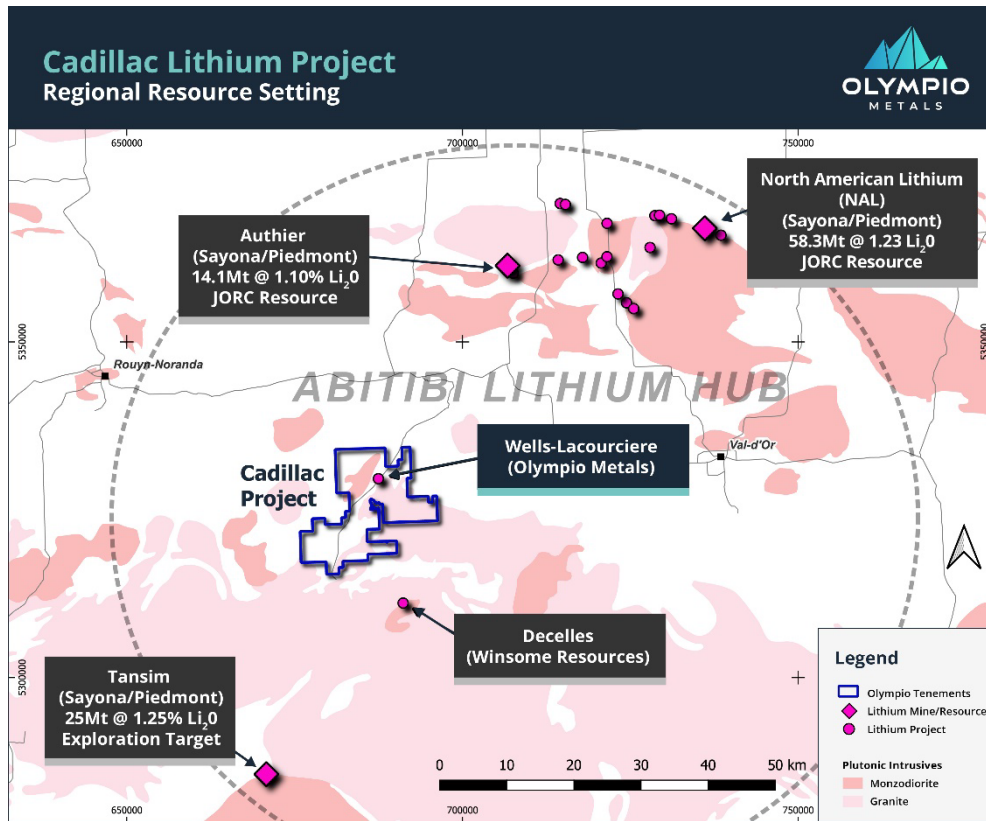 Cadillac Lithium Project
Regional Resource Setting
OLYMPIO
METALS
650000
700000
750000
North American Lithium
(NAL)
(Sayona/Piedmont)
58.3Mt @ 1.23 Li₂0
JORC Resource
Authier
(Sayona/Piedmont)
14.1Mt @ 1.10% Li₂0
JORC Resource
5350000
5350000
Rouyn-Noranda
ABITIBI LITHIUM HUB
Wells-Lacourciere
(Olympio Metals)
Val-d'Or
Cadillac
Project
Decelles
(Winsome Resources)
Tansim
(Sayona/Piedmont)
25Mt @ 1.25% Li₂0
Exploration Target
5300000
5300000
Legend
Olympio Tenements
Lithium Mine/Resource
Lithium Project
Plutonic Intrusives
Monzodiorite
Granite
0 10 20 30 40 50 km
650000
700000
750000